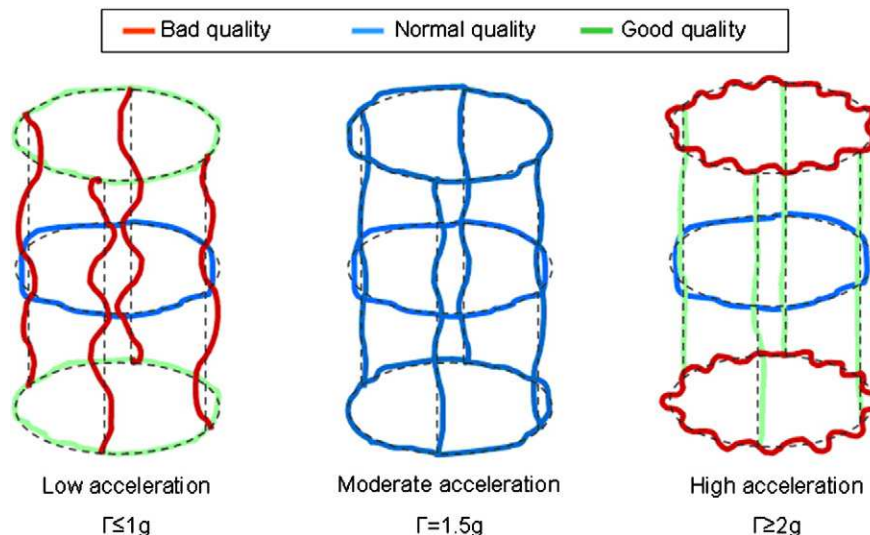 Bad quality Normal quality Good quality
Low acceleration Moderate acceleration High acceleration
Γ≤1g Γ=1.5g Γ≥2g